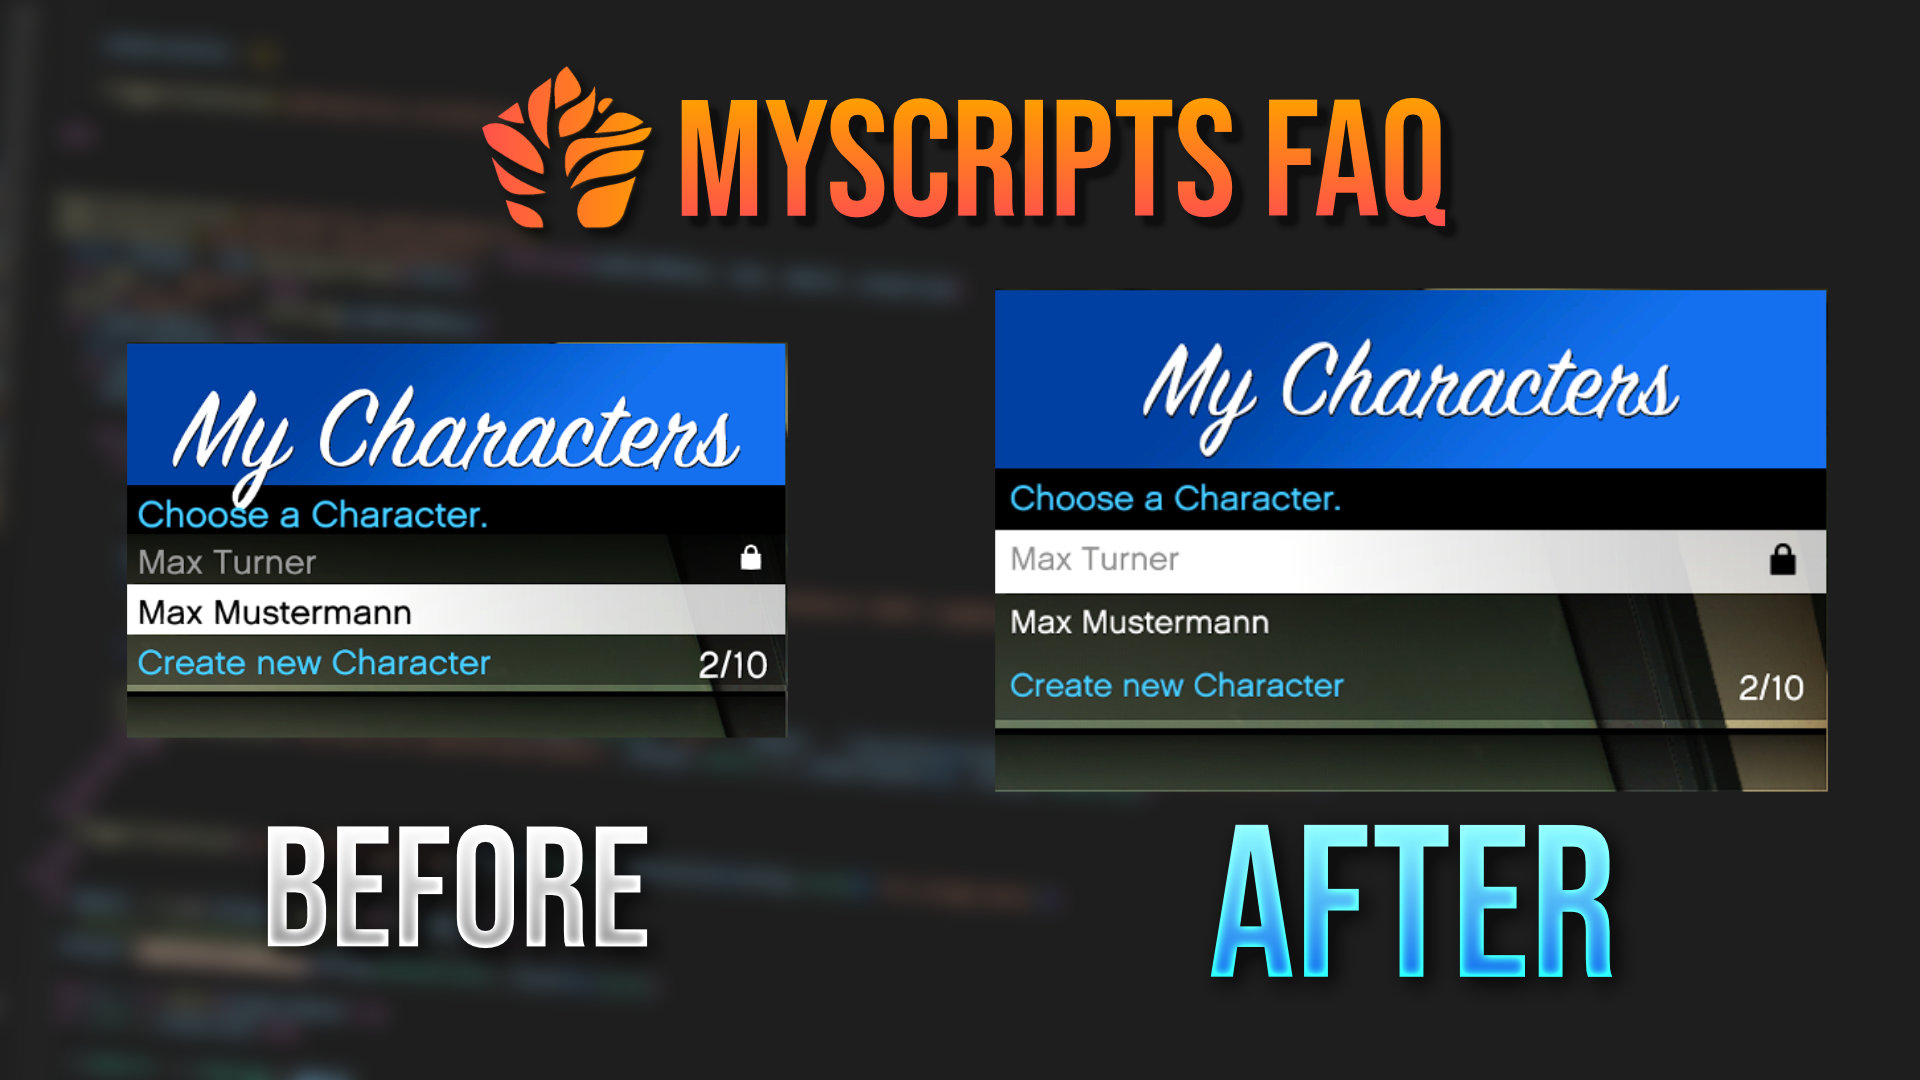 MYSCRIPTS FAQ
My Characters
Choose a Character.
Max Turner
Max Mustermann
Create new Character 2/10
BEFORE
My Characters
Choose a Character.
Max Turner
Max Mustermann
Create new Character 2/10
AFTER